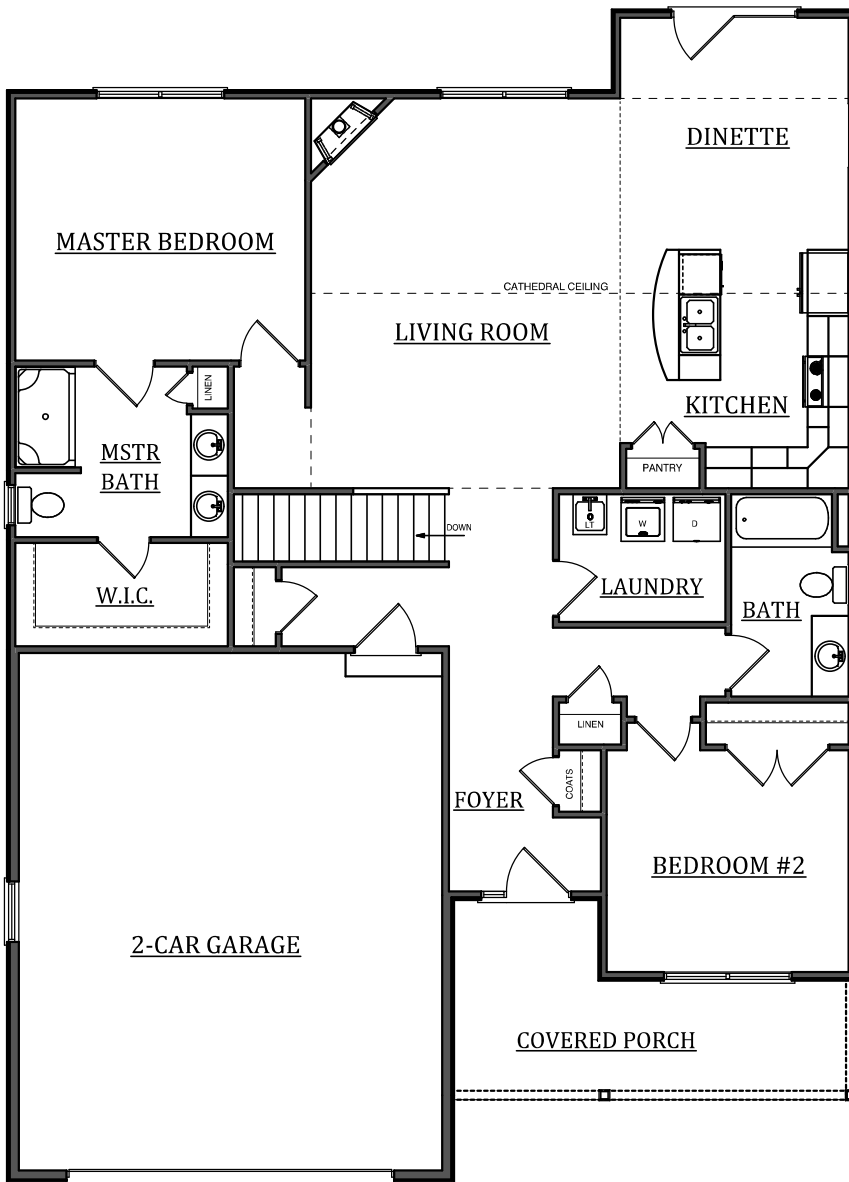 DINETTE
MASTER BEDROOM
CATHEDRAL CEILING
LIVING ROOM
LINEN
KITCHEN
MSTR
BATH
PANTRY
LT
W
D
DOWN
W.I.C.
LAUNDRY
BATH
LINEN
COATS
FOYER
BEDROOM #2
2-CAR GARAGE
COVERED PORCH